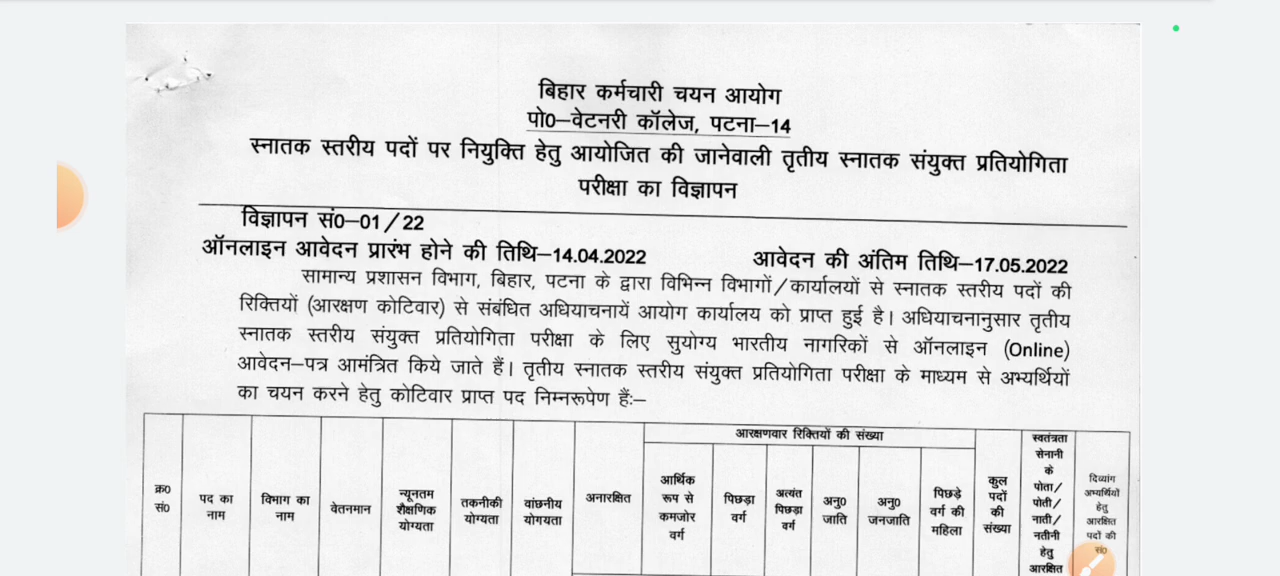 बिहार कर्मचारी चयन आयोग
पो0–वेटनरी कॉलेज, पटना–14
स्नातक स्तरीय पदों पर नियुक्ति हेतु आयोजित की जानेवाली तृतीय स्नातक संयुक्त प्रतियोगिता
परीक्षा का विज्ञापन
विज्ञापन सं0–01/22
ऑनलाइन आवेदन प्रारंभ होने की तिथि–14.04.2022 आवेदन की अंतिम तिथि–17.05.2022
सामान्य प्रशासन विभाग, बिहार, पटना के द्वारा विभिन्न विभागों/कार्यालयों से स्नातक स्तरीय पदों की
रिक्तियों (आरक्षण कोटिवार) से संबंधित अधियाचनायें आयोग कार्यालय को प्राप्त हुई है। अधियाचनानुसार तृतीय
स्नातक स्तरीय संयुक्त प्रतियोगिता परीक्षा के लिए सुयोग्य भारतीय नागरिकों से ऑनलाइन (Online)
आवेदन–पत्र आमंत्रित किये जाते हैं। तृतीय स्नातक स्तरीय संयुक्त प्रतियोगिता परीक्षा के माध्यम से अभ्यर्थियों
का चयन करने हेतु कोटिवार प्राप्त पद निम्नरूपेण हैं:–
क्र0
सं0
पद का
नाम
विभाग का
नाम
वेतनमान
न्यूनतम
शैक्षणिक
योग्यता
तकनीकी
योग्यता
वांछनीय
योगयता
अनारक्षित
आरक्षणवार रिक्तियों की संख्या
आर्थिक
रूप से
कमजोर
वर्ग
पिछड़ा
वर्ग
अत्यंत
पिछड़ा
वर्ग
अनु0
जाति
अनु0
जनजाति
पिछड़े
वर्ग की
महिला
कुल
पदों
की
संख्या
स्वतंत्रता
सेनानी
के
पोता/
पोती/
नाती/
नतीनी
हेतु
आरक्षित
दिव्यांग
अभ्यर्थियों
हेतु
आरक्षित
पदों की
सं0